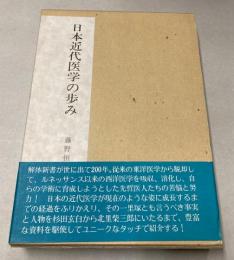 日本近代医学の歩み
藤野恒
解体新書が世に出て200年。従来の東洋医学から脱却し
て、ルネッサンス以来の西洋医学を吸収、消化し、自
らの学術に育成しようとした先哲医人たちの苦悩と努
力！ 日本の近代医学が現在のような姿に成長するま
での経過をふりかえり、その一里塚とも言うべき事実
と人物を杉田玄白から北里柴三郎にいたるまで、豊富
な資料を駆使してユニークなタッチで紹介する！